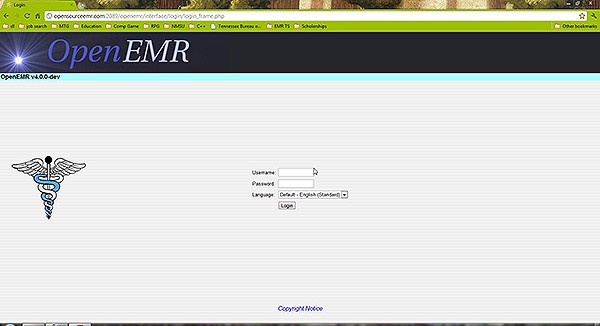 Login
opensourceemr.com:2089/openemr/interface/login/login_frame.php
dll
job search
MTG
Education
Comp Game
RPG
NMSU
C++
Tennessee Bureau o...
EMR TS
Scholarships
Other bookmarks
OpenEMR
OpenEMR v4.0.0-dev
Username:
Password:
Language: Default - English (Standard)
Login
Copyright Notice